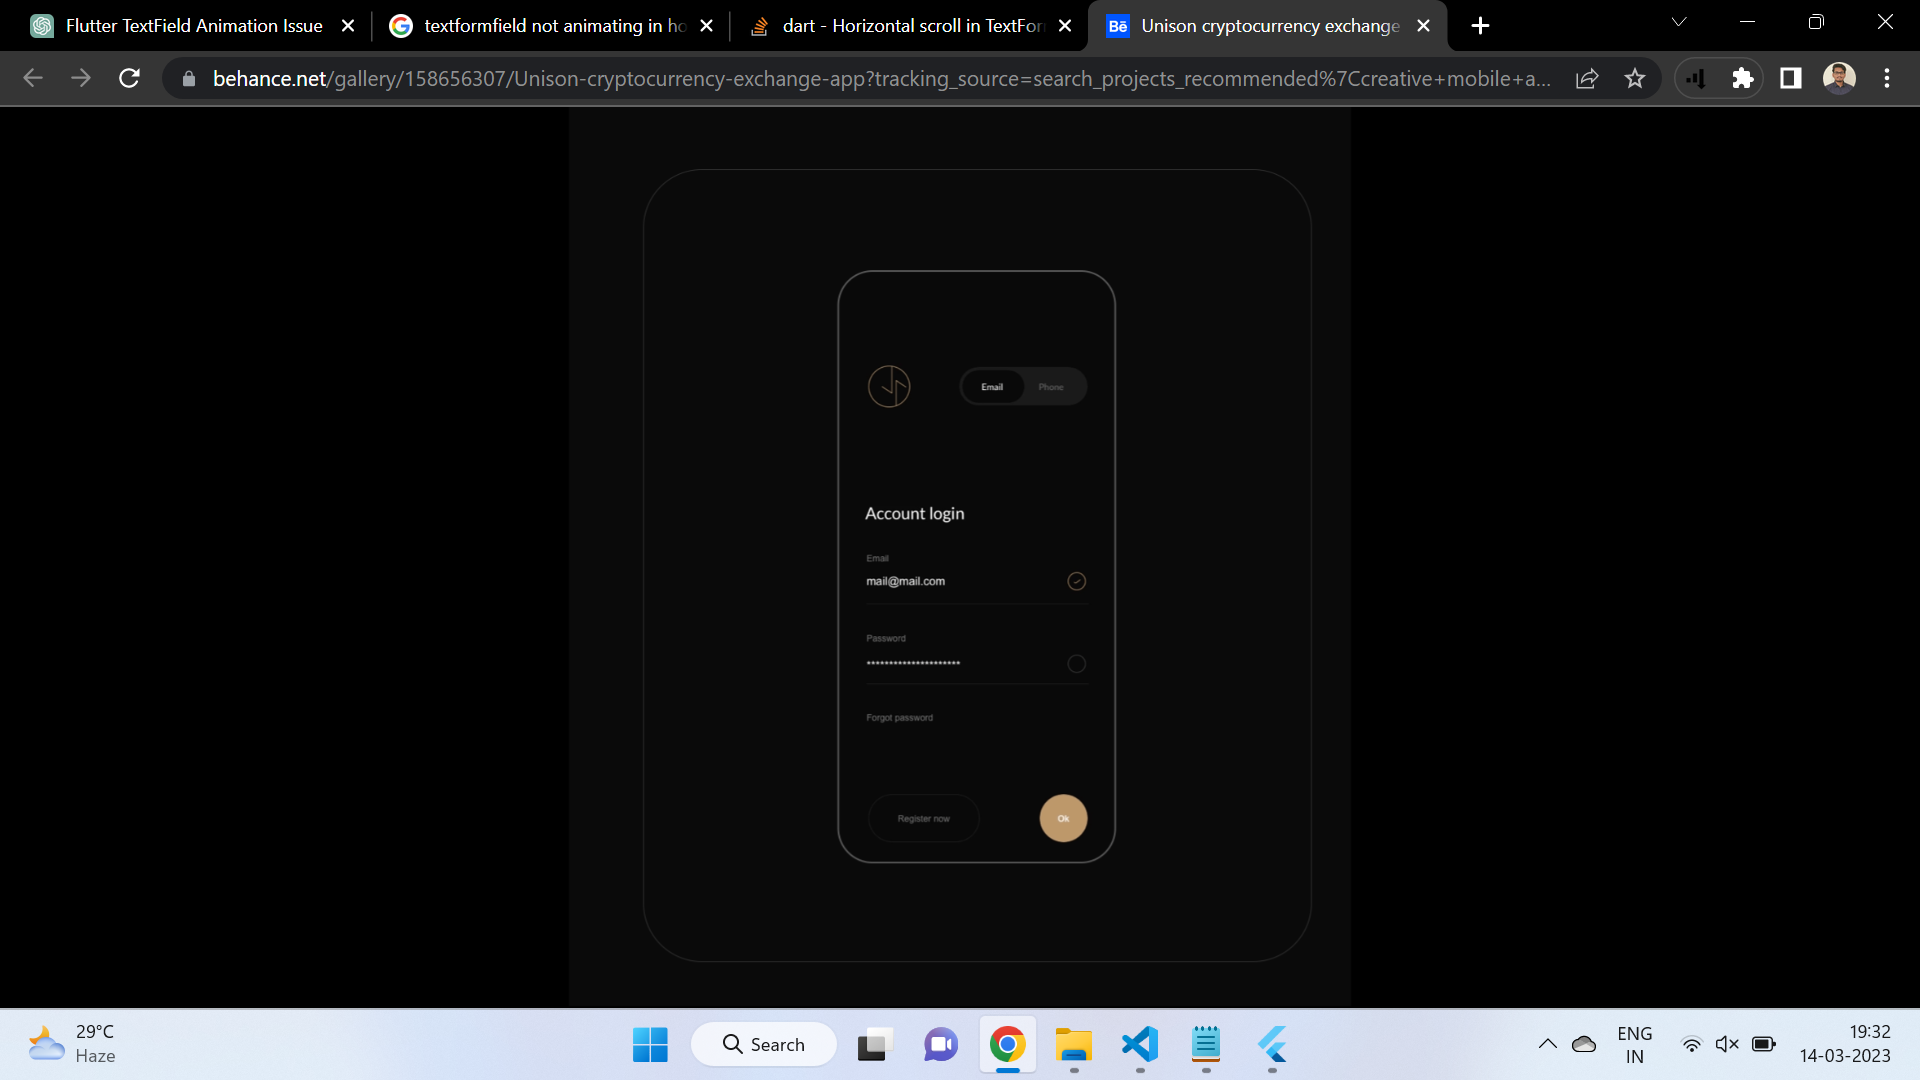 Flutter TextField Animation Issue
textformfield not animating in ho
dart - Horizontal scroll in TextFor
Bē Unison cryptocurrency exchange
behance.net/gallery/158656307/Unison-cryptocurrency-exchange-app?tracking_source=search_projects_recommended%7Ccreative+mobile+a...
Email Phone
Account login
Email
mail@mail.com
Password
*********************
Forgot password
Register now Ok
29°C
Haze
Search
ENG
IN
19:32
14-03-2023